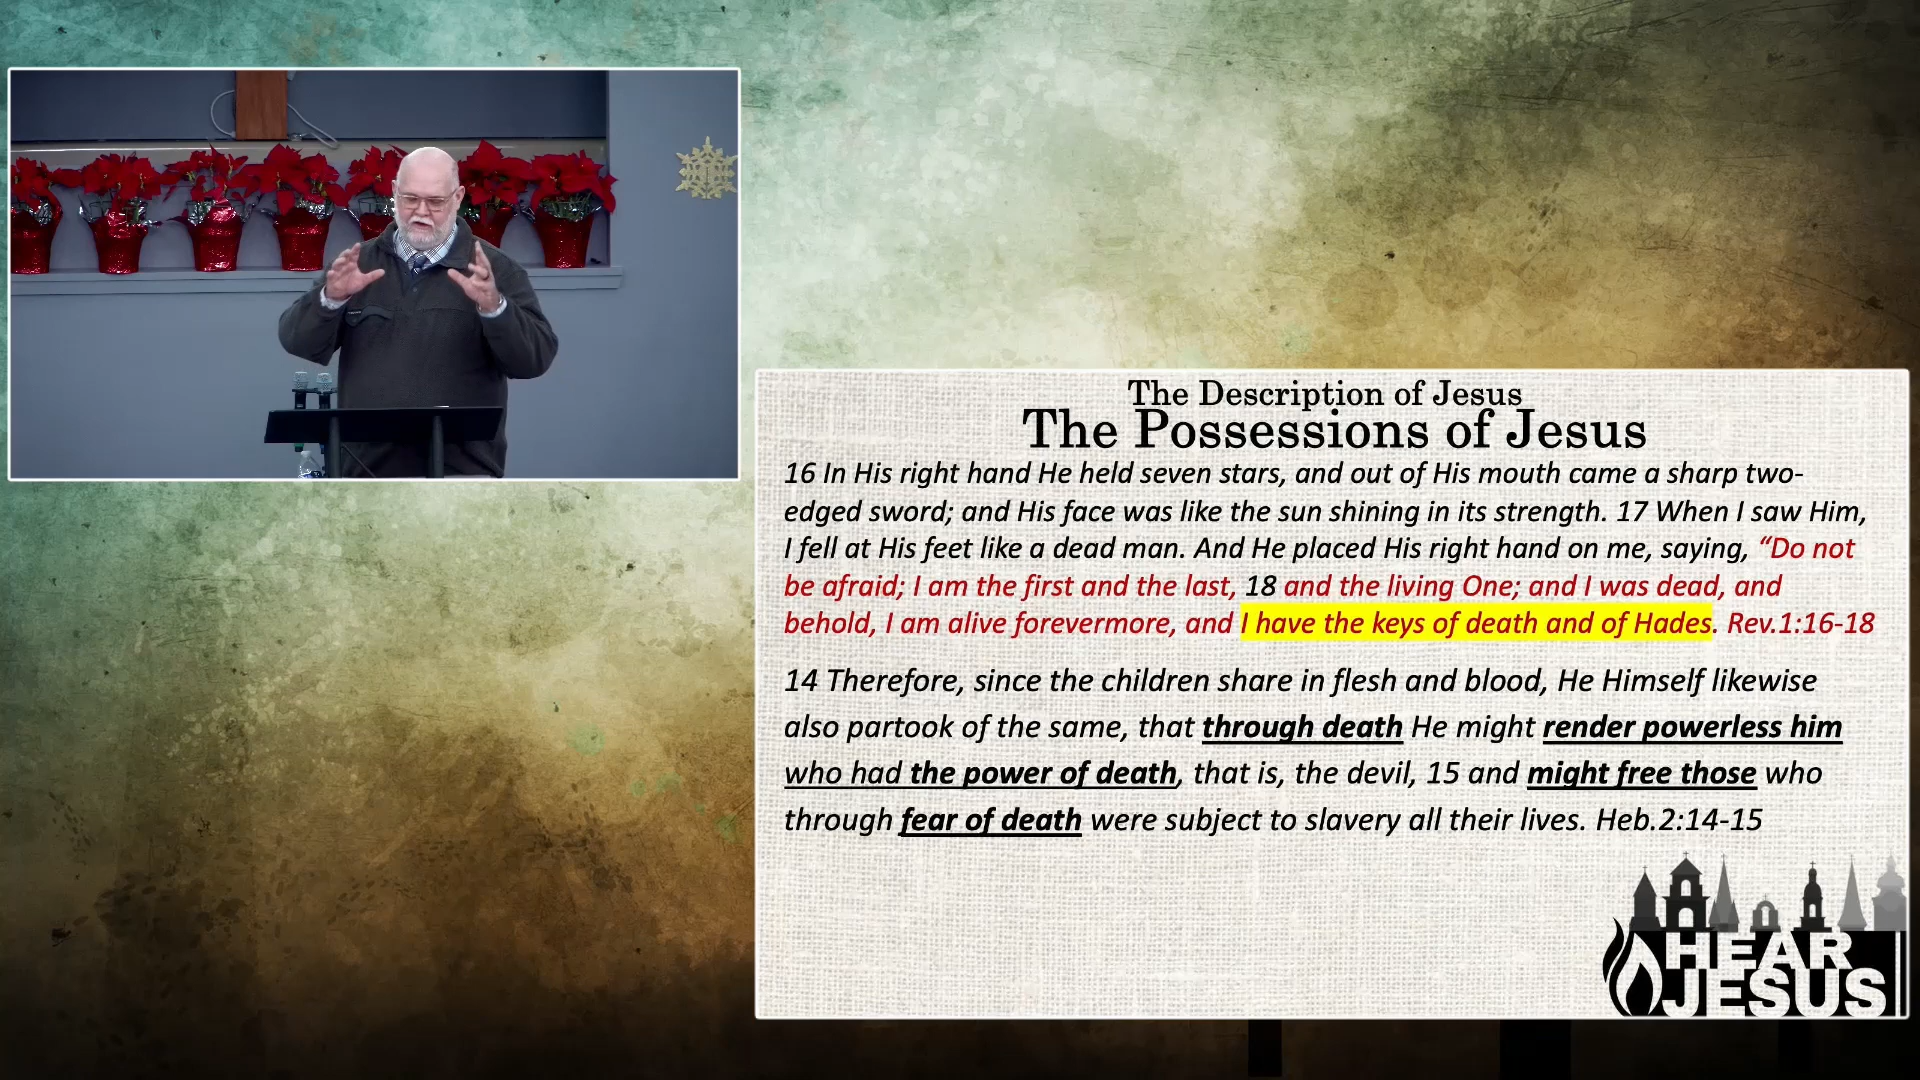 The Description of Jesus
The Possessions of Jesus
16 In His right hand He held seven stars, and out of His mouth came a sharp two-
edged sword; and His face was like the sun shining in its strength. 17 When I saw Him,
I fell at His feet like a dead man. And He placed His right hand on me, saying, “Do not
be afraid; I am the first and the last, 18 and the living One; and I was dead, and
behold, I am alive forevermore, and I have the keys of death and of Hades. Rev.1:16-18
14 Therefore, since the children share in flesh and blood, He Himself likewise
also partook of the same, that through death He might render powerless him
who had the power of death, that is, the devil, 15 and might free those who
through fear of death were subject to slavery all their lives. Heb.2:14-15
HEAR
JESUS